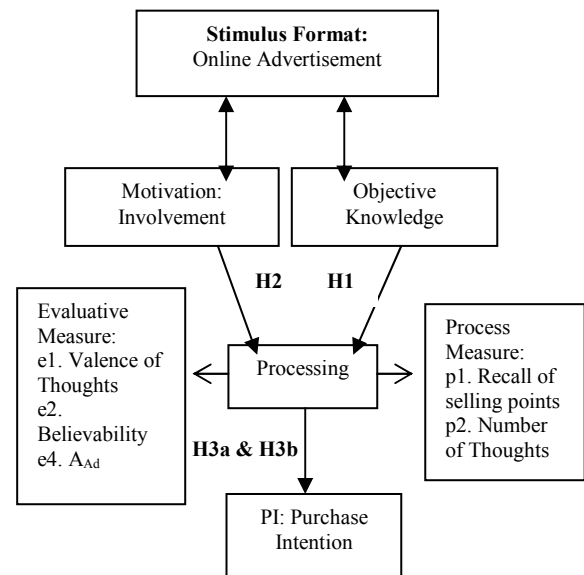 Stimulus Format:
Online Advertisement
Motivation:
Involvement
Objective
Knowledge
H2
H1
Evaluative
Measure:
e1. Valence of
Thoughts
e2.
Believability
e4. AAd
Processing
Process
Measure:
p1. Recall of
selling points
p2. Number
of Thoughts
H3a & H3b
PI: Purchase
Intention